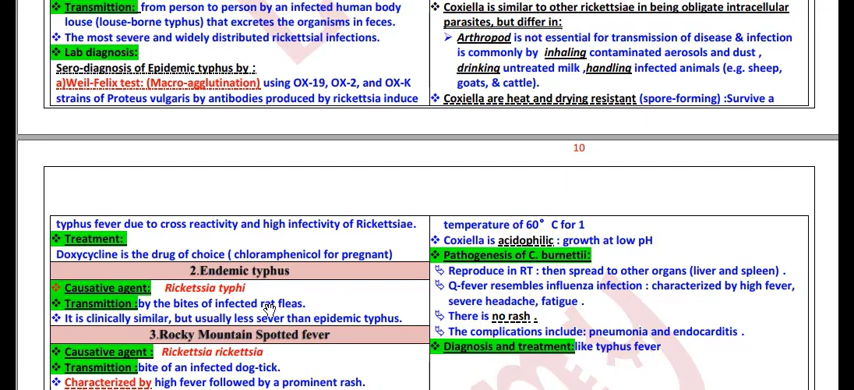 ❖ Transmittion: from person to person by an infected human body
louse (louse-borne typhus) that excretes the organisms in feces.
❖ The most severe and widely distributed rickettsial infections.
❖ Lab diagnosis:
Sero-diagnosis of Epidemic typhus by :
a)Weil-Felix test: (Macro-agglutination) using OX-19, OX-2, and OX-K
strains of Proteus vulgaris by antibodies produced by rickettsia induce
❖ Coxiella is similar to other rickettsiae in being obligate intracellular
parasites, but differ in:
➢ Arthropod is not essential for transmission of disease & infection
is commonly by inhaling contaminated aerosols and dust ,
drinking untreated milk ,handling infected animals (e.g. sheep,
goats, & cattle).
❖ Coxiella are heat and drying resistant (spore-forming) :Survive a
10
typhus fever due to cross reactivity and high infectivity of Rickettsiae.
❖ Treatment:
Doxycycline is the drug of choice ( chloramphenicol for pregnant)
2.Endemic typhus
❖ Causative agent: Rickettsia typhi
❖ Transmittion :by the bites of infected rat fleas.
❖ It is clinically similar, but usually less sever than epidemic typhus.
3.Rocky Mountain Spotted fever
❖ Causative agent : Rickettsia rickettsia
❖ Transmittion :bite of an infected dog-tick.
❖ Characterized by high fever followed by a prominent rash.
temperature of 60° C for 1
❖ Coxiella is acidophilic : growth at low pH
❖ Pathogenesis of C. burnetii:
Reproduce in RT : then spread to other organs (liver and spleen) .
Q-fever resembles influenza infection : characterized by high fever,
severe headache, fatigue .
There is no rash .
The complications include: pneumonia and endocarditis .
❖ Diagnosis and treatment:like typhus fever